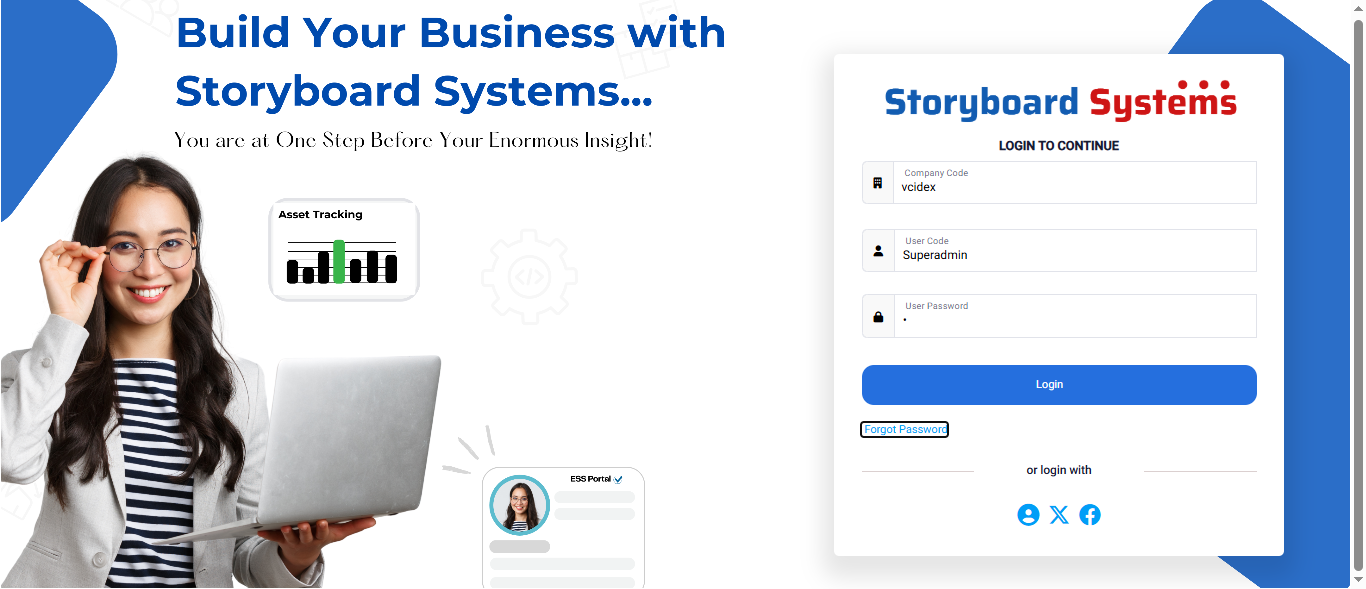 Build Your Business with
Storyboard Systems...
You are at One Step Before Your Enormous Insight!
Asset Tracking
ESS Portal
Storyboard Systems
LOGIN TO CONTINUE
Company Code
vcidex
User Code
Superadmin
User Password
•
Login
Forgot Password
or login with